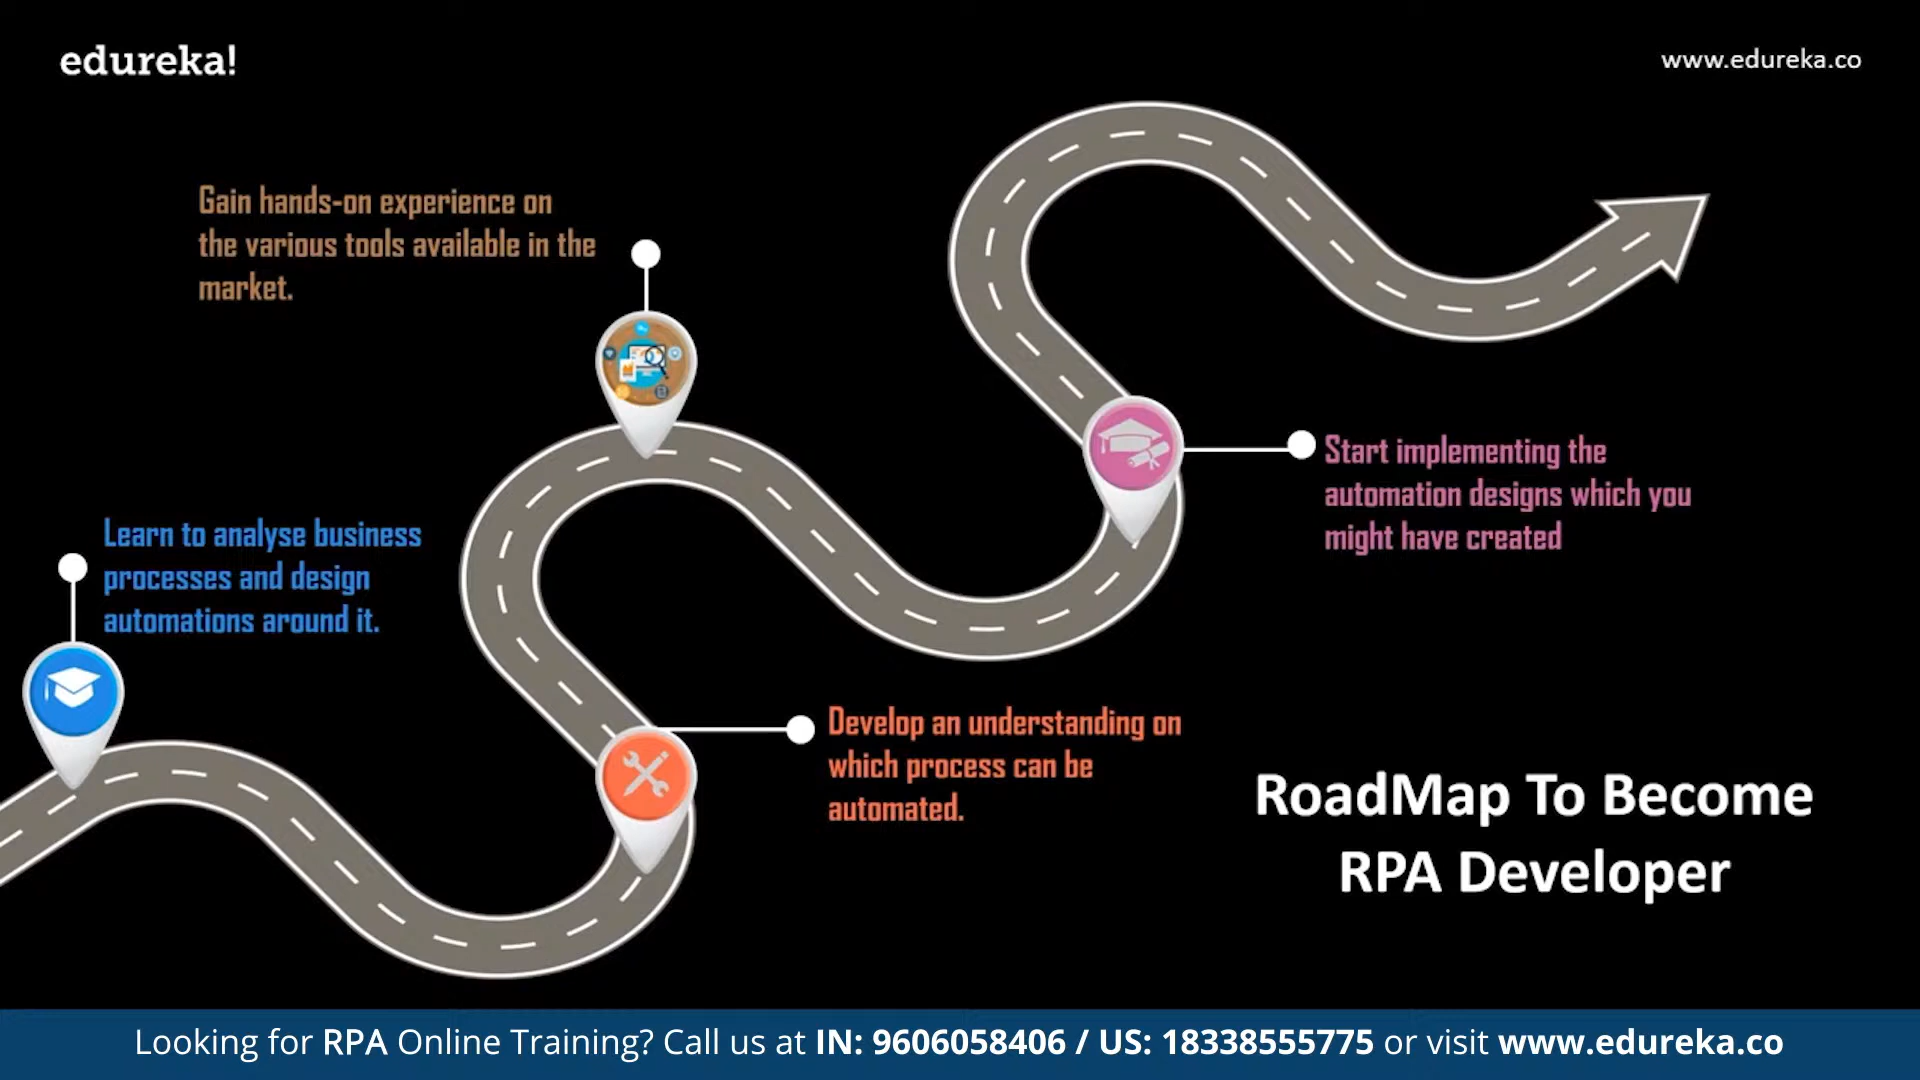 edureka!
www.edureka.co
Gain hands-on experience on
the various tools available in the
market.
Start implementing the
automation designs which you
might have created
Learn to analyse business
processes and design
automations around it.
Develop an understanding on
which process can be
automated.
RoadMap To Become
RPA Developer
Looking for RPA Online Training? Call us at IN: 9606058406 / US: 18338555775 or visit www.edureka.co